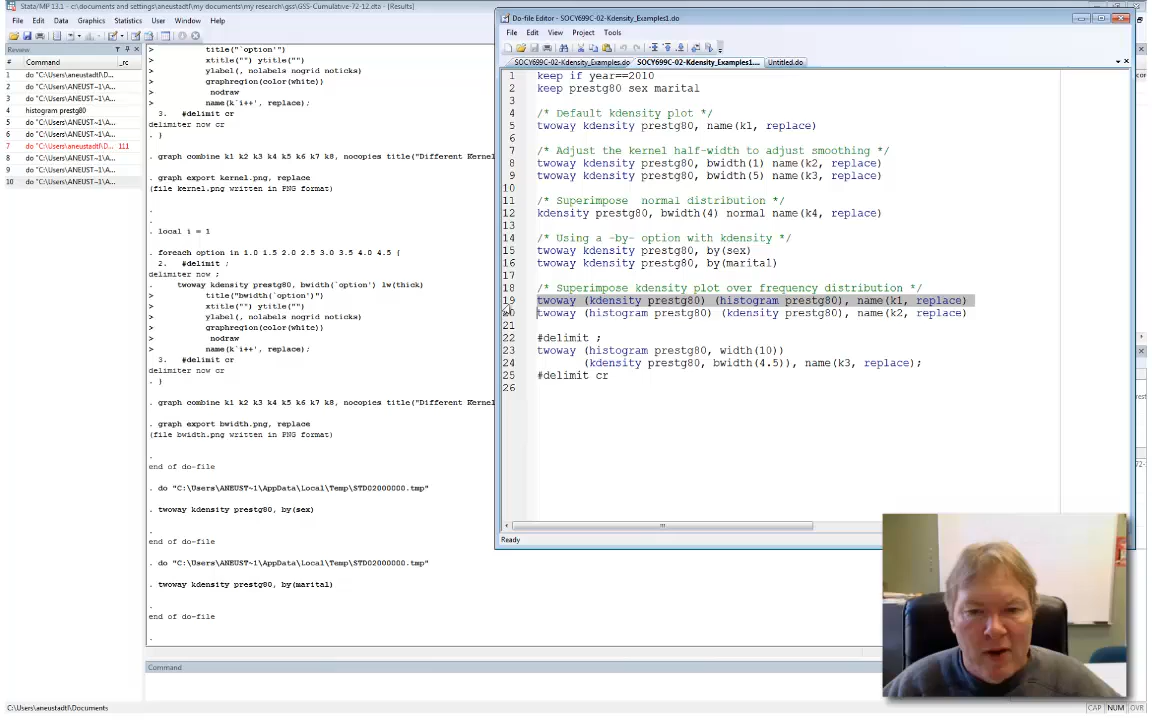 Stata/MP 13.1 - c:\documents and settings\aneustadtl\my documents\my research\gss\GSS-Cumulative-72-12.dta - [Results]
File Edit Data Graphics Statistics User Window Help
Review
# Command _rc
1 do "C:\Users\aneustadtl\D...
2 do "C:\Users\ANEUST~1\A...
3 do "C:\Users\ANEUST~1\A...
4 histogram prestg80
5 do "C:\Users\ANEUST~1\A...
6 do "C:\Users\ANEUST~1\A...
7 do "C:\Users\aneustadtl\D... 111
8 do "C:\Users\ANEUST~1\A...
9 do "C:\Users\ANEUST~1\A...
10 do "C:\Users\ANEUST~1\A...
> title("`option'")
> xtitle("") ytitle("")
> ylabel(, nolabels nogrid noticks)
> graphregion(color(white))
> nodraw
> name(k`i++', replace);
3. #delimit cr
delimiter now cr
. }
. graph combine k1 k2 k3 k4 k5 k6 k7 k8, nocopies title("Different Kernel
. graph export kernel.png, replace
(file kernel.png written in PNG format)
.
.
. local i = 1
. foreach option in 1.0 1.5 2.0 2.5 3.0 3.5 4.0 4.5 {
2. #delimit ;
delimiter now ;
. twoway kdensity prestg80, bwidth(`option') lw(thick)
> title("bwidth(`option')")
> xtitle("") ytitle("")
> ylabel(, nolabels nogrid noticks)
> graphregion(color(white))
> nodraw
> name(k`i++', replace);
3. #delimit cr
delimiter now cr
. }
. graph combine k1 k2 k3 k4 k5 k6 k7 k8, nocopies title("Different Kernel
. graph export bwidth.png, replace
(file bwidth.png written in PNG format)
.
end of do-file
. do "C:\Users\ANEUST~1\AppData\Local\Temp\STD02000000.tmp"
. twoway kdensity prestg80, by(sex)
.
end of do-file
. do "C:\Users\ANEUST~1\AppData\Local\Temp\STD02000000.tmp"
. twoway kdensity prestg80, by(marital)
.
end of do-file
.
Command
C:\Users\aneustadtl\Documents
CAP NUM OVR
Do-file Editor - SOCY699C-02-Kdensity_Examples1.do
File Edit View Project Tools
SOCY699C-02-Kdensity_Examples.do SOCY699C-02-Kdensity_Examples1.... Untitled.do
1 keep if year==2010
2 keep prestg80 sex marital
3
4 /* Default kdensity plot */
5 twoway kdensity prestg80, name(k1, replace)
6
7 /* Adjust the kernel half-width to adjust smoothing */
8 twoway kdensity prestg80, bwidth(1) name(k2, replace)
9 twoway kdensity prestg80, bwidth(5) name(k3, replace)
10
11 /* Superimpose normal distribution */
12 kdensity prestg80, bwidth(4) normal name(k4, replace)
13
14 /* Using a -by- option with kdensity */
15 twoway kdensity prestg80, by(sex)
16 twoway kdensity prestg80, by(marital)
17
18 /* Superimpose kdensity plot over frequency distribution */
19 twoway (kdensity prestg80) (histogram prestg80), name(k1, replace)
20 twoway (histogram prestg80) (kdensity prestg80), name(k2, replace)
21
22 #delimit ;
23 twoway (histogram prestg80, width(10))
24 (kdensity prestg80, bwidth(4.5)), name(k3, replace);
25 #delimit cr
26
Ready